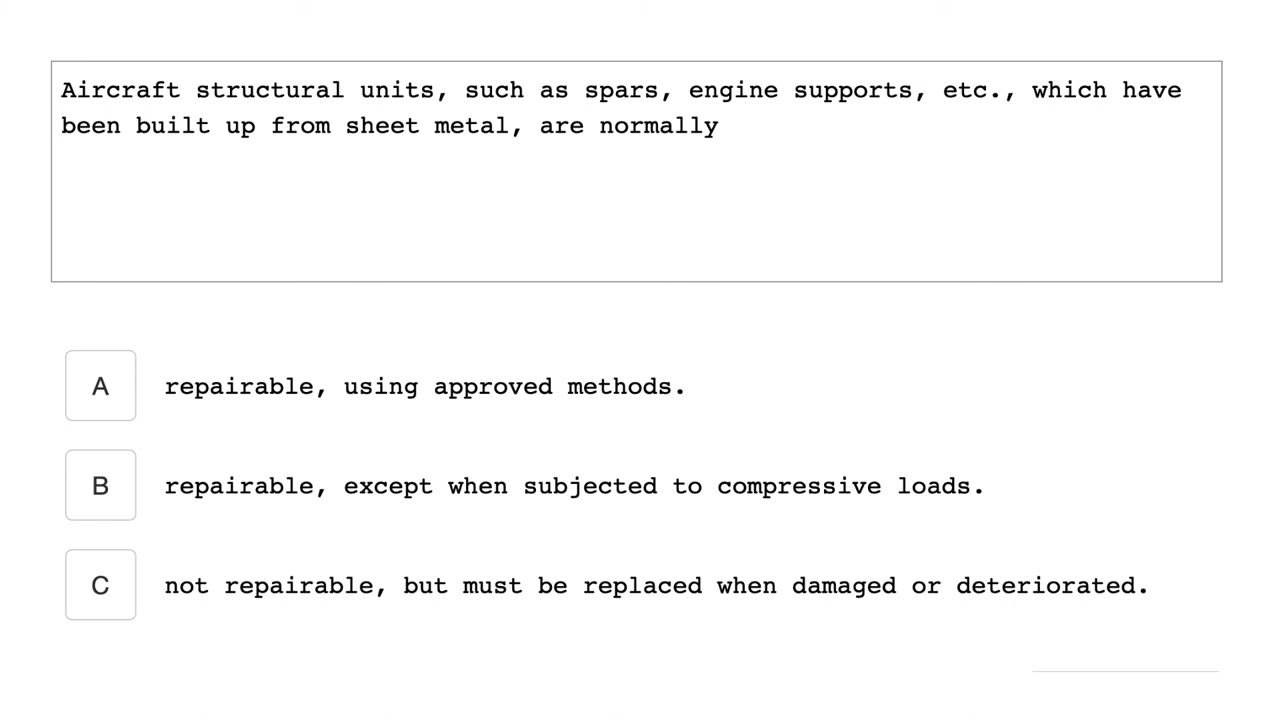 Aircraft structural units, such as spars, engine supports, etc., which have
been built up from sheet metal, are normally
A repairable, using approved methods.
B repairable, except when subjected to compressive loads.
C not repairable, but must be replaced when damaged or deteriorated.